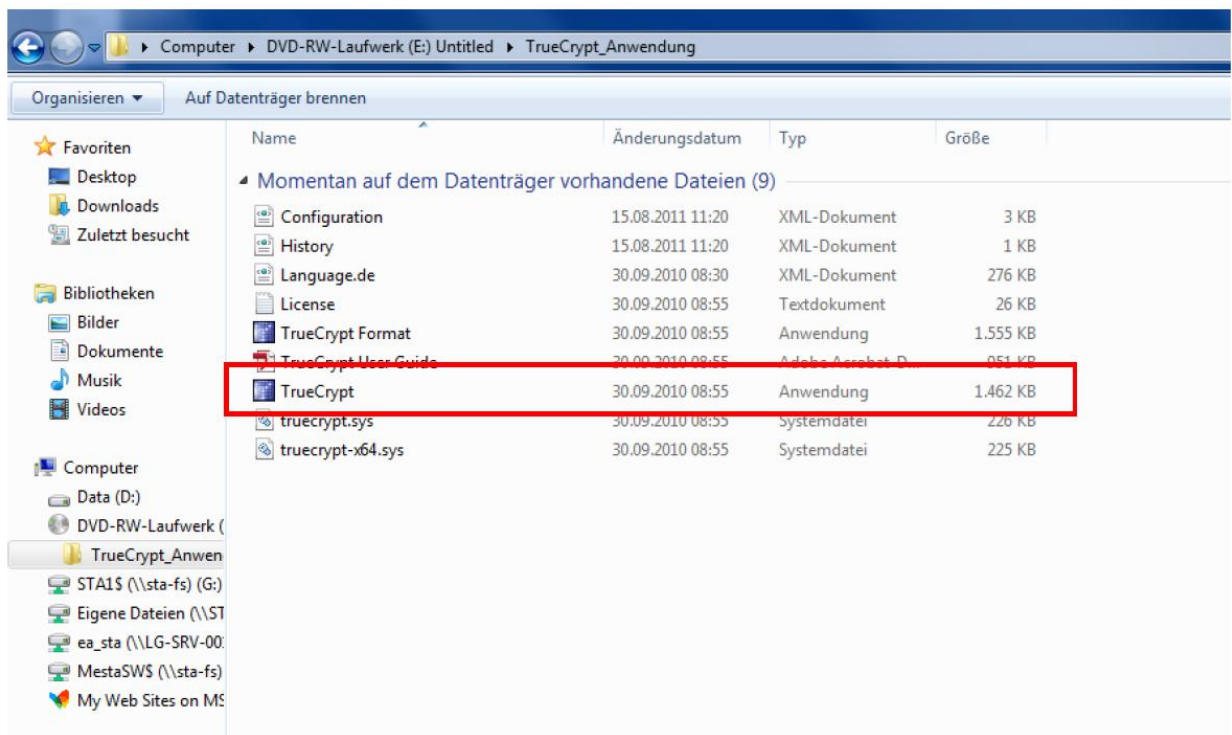 Computer ▸ DVD-RW-Laufwerk (E:) Untitled ▸ TrueCrypt_Anwendung
Organisieren Auf Datenträger brennen
Favoriten
Desktop
Downloads
Zuletzt besucht
Bibliotheken
Bilder
Dokumente
Musik
Videos
Computer
Data (D:)
DVD-RW-Laufwerk (
TrueCrypt_Anwen
STA1$ (\\sta-fs) (G:)
Eigene Dateien (\\ST
ea_sta (\\LG-SRV-00
MestaSW$ (\\sta-fs)
My Web Sites on MS
Name Änderungsdatum Typ Größe
Momentan auf dem Datenträger vorhandene Dateien (9)
Configuration 15.08.2011 11:20 XML-Dokument 3 KB
History 15.08.2011 11:20 XML-Dokument 1 KB
Language.de 30.09.2010 08:30 XML-Dokument 276 KB
License 30.09.2010 08:55 Textdokument 26 KB
TrueCrypt Format 30.09.2010 08:55 Anwendung 1.555 KB
TrueCrypt User Guide 30.09.2010 08:55 Adobe Acrobat-D... 951 KB
TrueCrypt 30.09.2010 08:55 Anwendung 1.462 KB
truecrypt.sys 30.09.2010 08:55 Systemdatei 226 KB
truecrypt-x64.sys 30.09.2010 08:55 Systemdatei 225 KB